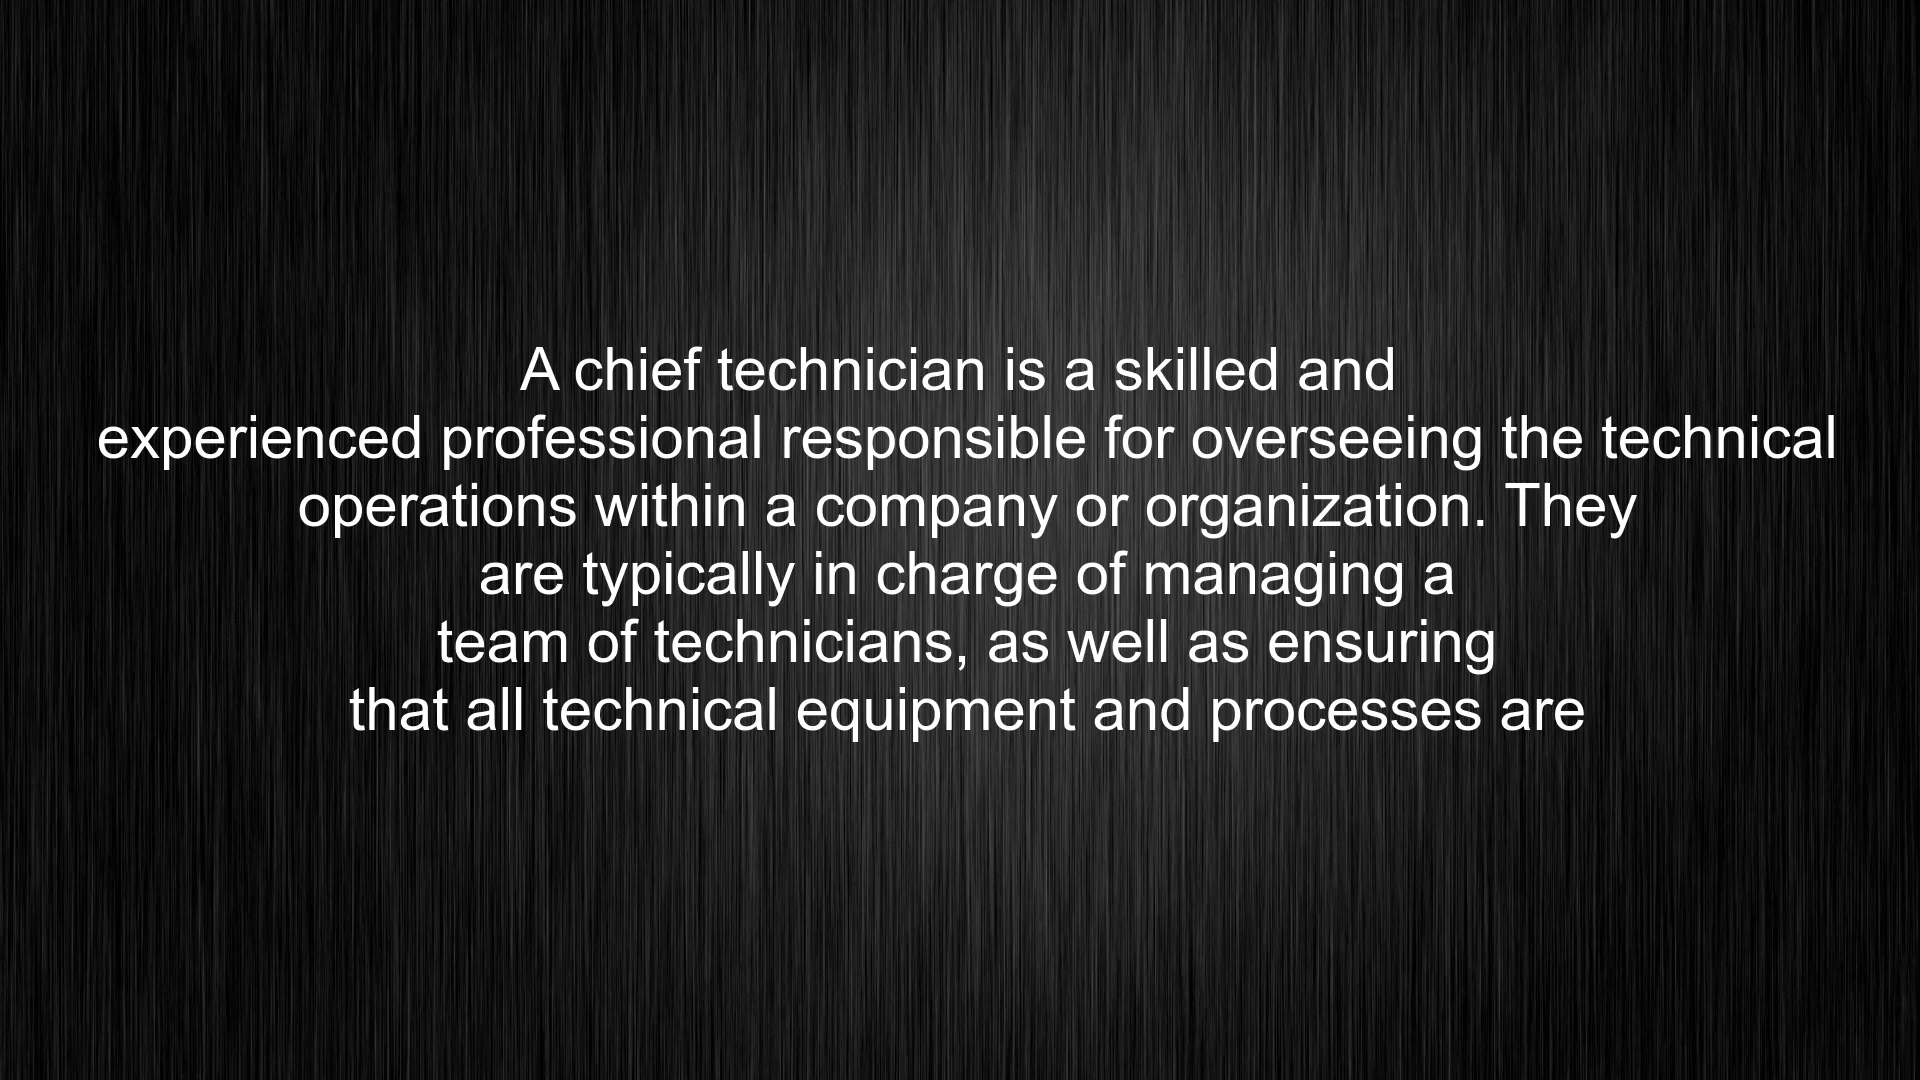 A chief technician is a skilled and
experienced professional responsible for overseeing the technical
operations within a company or organization. They
are typically in charge of managing a
team of technicians, as well as ensuring
that all technical equipment and processes are